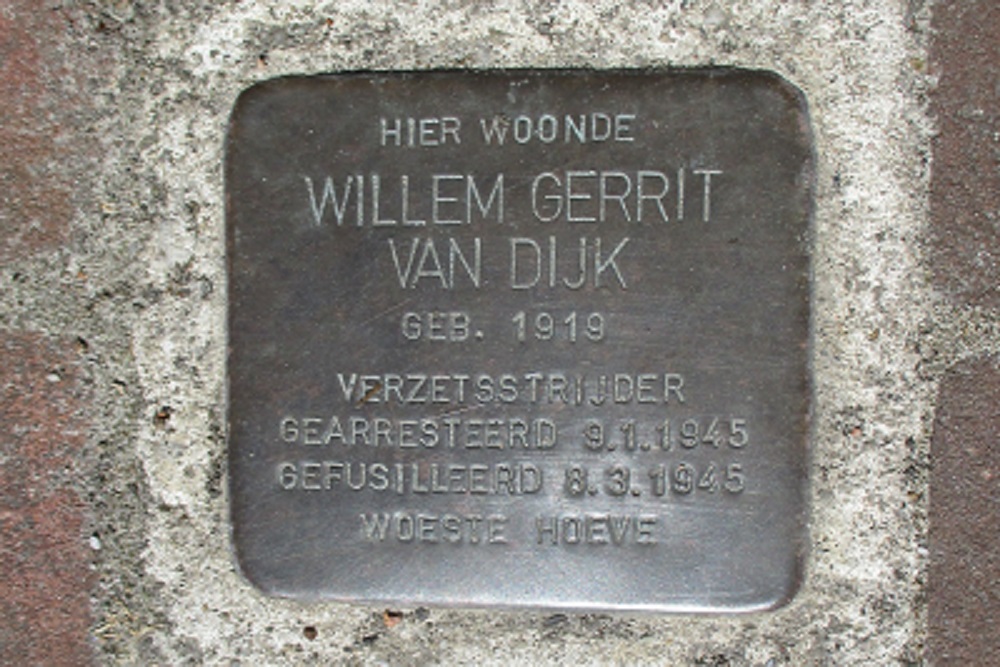 HIER WOONDE
WILLEM GERRIT
VAN DIJK
GEB. 1919
VERZETSSTRIJDER
GEARRESTEERD 9.1.1945
GEFUSILLEERD 8.3.1945
WOESTE HOEVE